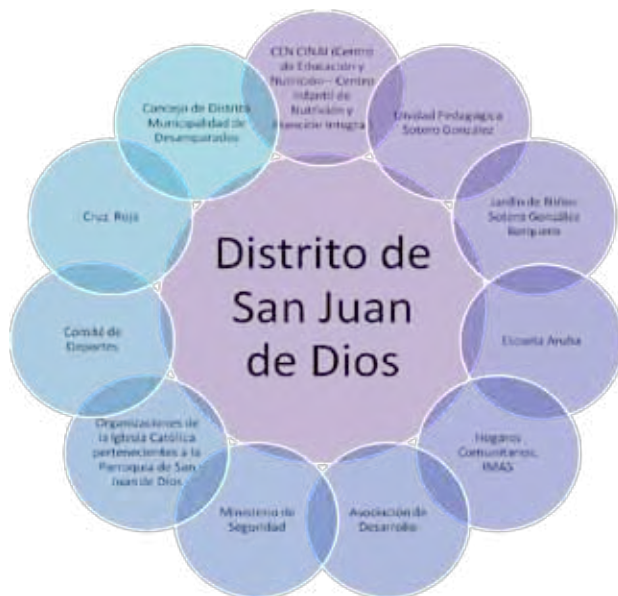 Distrito de
San Juan
de Dios
CEN CINAI (Centro
de Educación y
Nutrición – Centro
Infantil de
Nutrición y
Atención Integral)
Unidad Pedagógica
Sotero González
Jardín de Niños
Sotero González
Barquero
Escuela Aruba
Hogares
Comunitarios,
IMAS
Asociación de
Desarrollo
Ministerio de
Seguridad
Organizaciones de
la Iglesia Católica
pertenecientes a la
Parroquia de San
Juan de Dios
Comité de
Deportes
Cruz Roja
Concejo de Distrito
Municipalidad de
Desamparados